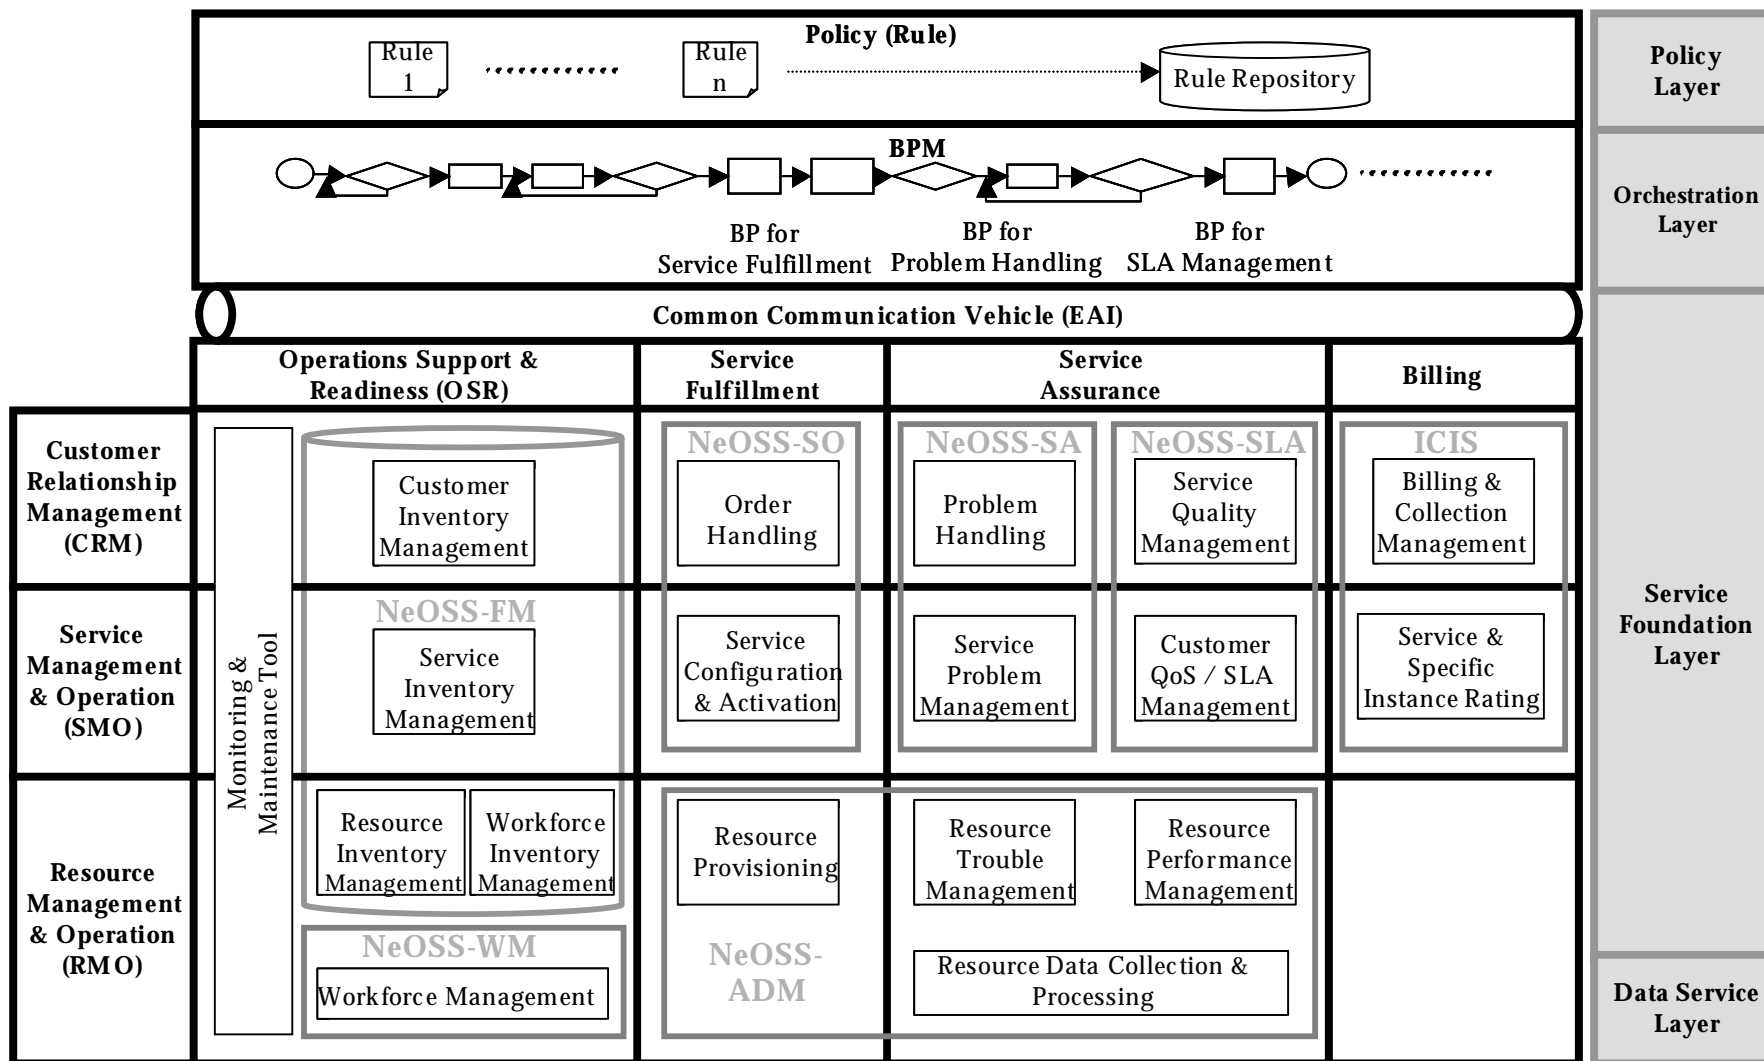 Policy (Rule)
Rule
1
Rule
n
Rule Repository
Policy
Layer
BPM
BP for
Service Fulfillment
BP for
Problem Handling
BP for
SLA Management
Orchestration
Layer
Common Communication Vehicle (EAI)
Operations Support &
Readiness (OSR)
Service
Fulfillment
Service
Assurance
Billing
Customer
Relationship
Management
(CRM)
Monitoring &
Maintenance Tool
Customer
Inventory
Management
NeOSS-SO
Order
Handling
NeOSS-SA
Problem
Handling
NeOSS-SLA
Service
Quality
Management
ICIS
Billing &
Collection
Management
Service
Foundation
Layer
Service
Management
& Operation
(SMO)
NeOSS-FM
Service
Inventory
Management
Service
Configuration
& Activation
Service
Problem
Management
Customer
QoS / SLA
Management
Service &
Specific
Instance Rating
Resource
Management
& Operation
(RMO)
Resource
Inventory
Management
Workforce
Inventory
Management
Resource
Provisioning
Resource
Trouble
Management
Resource
Performance
Management
NeOSS-WM
Workforce Management
NeOSS-
ADM
Resource Data Collection &
Processing
Data Service
Layer